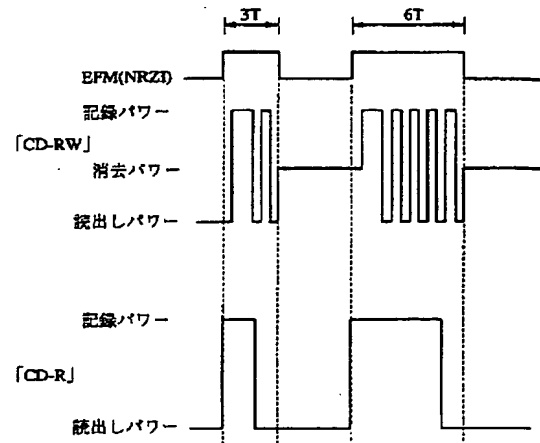 3T
6T
EFM(NRZI)
記録パワー
「CD-RW」
消去パワー
読出しパワー
記録パワー
「CD-R」
読出しパワー